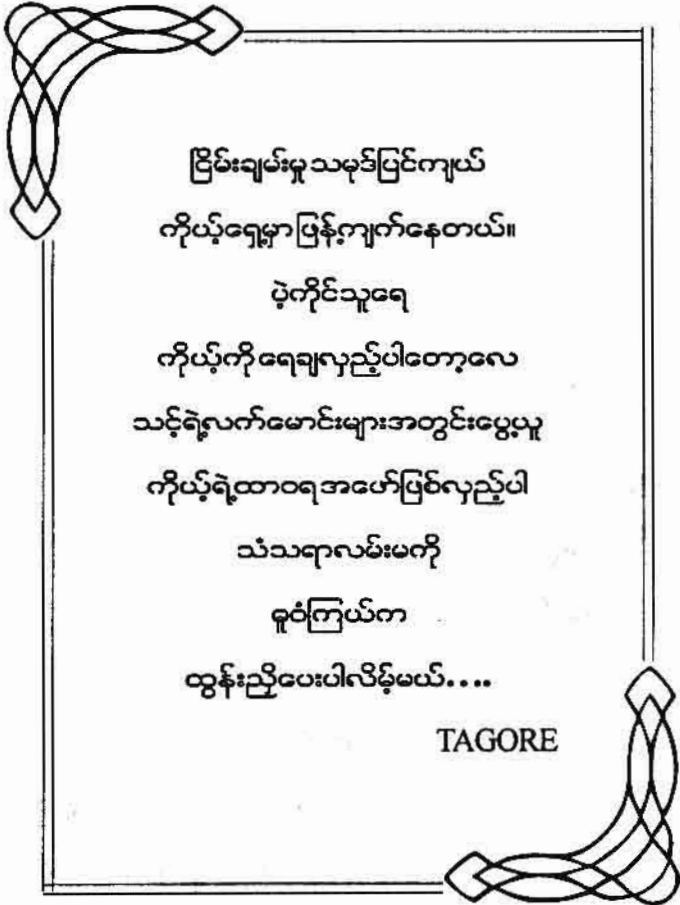 ငြိမ်းချမ်းမှုသမုဒ်ပြင်ကျယ်
ကိုယ့်ရှေ့မှာဖြန့်ကျက်နေတယ်။
ပဲ့ကိုင်သူရေ
ကိုယ့်ကိုရေချလှည့်ပါတော့လေ
သင့်ရဲ့လက်မောင်းများအတွင်းပွေ့ယူ
ကိုယ့်ရဲ့ထာဝရအဖော်ဖြစ်လှည့်ပါ
သံသရာလမ်းမကို
ဓူဝံကြယ်က
ထွန်းညှိပေးပါလိမ့်မယ်....
TAGORE